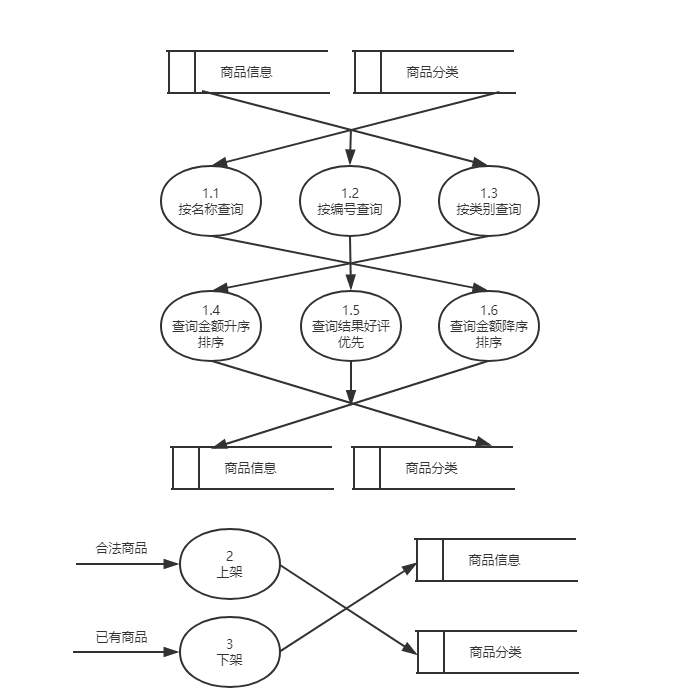 商品信息
商品分类
1.1
按名称查询
1.2
按编号查询
1.3
按类别查询
1.4
查询金额升序
排序
1.5
查询结果好评
优先
1.6
查询金额降序
排序
商品信息
商品分类
合法商品
2
上架
商品信息
已有商品
3
下架
商品分类